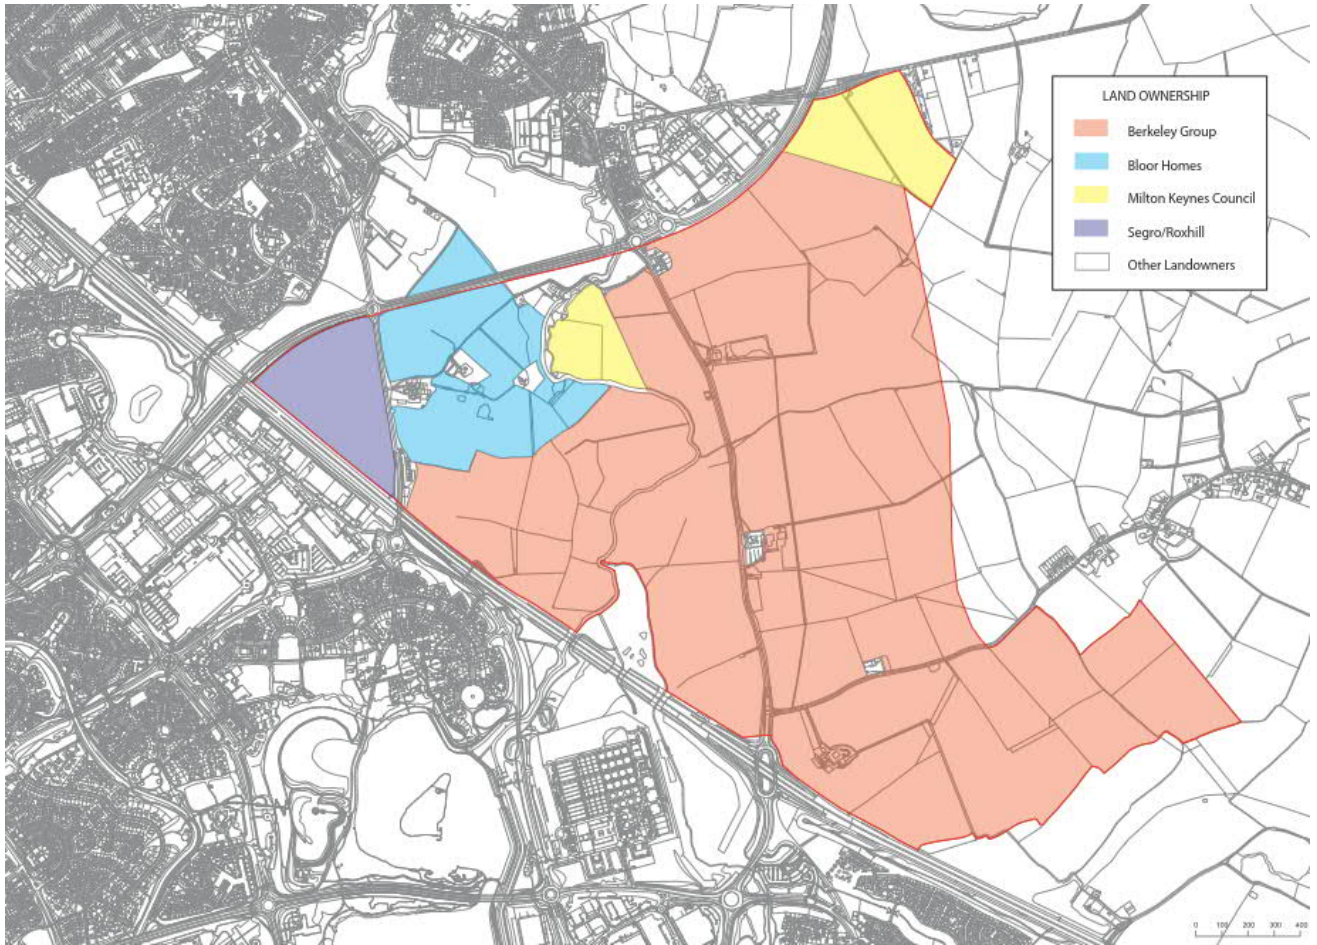 LAND OWNERSHIP
Berkeley Group
Bloor Homes
Milton Keynes Council
Segro/Roxhill
Other Landowners
0 100 200 300 400